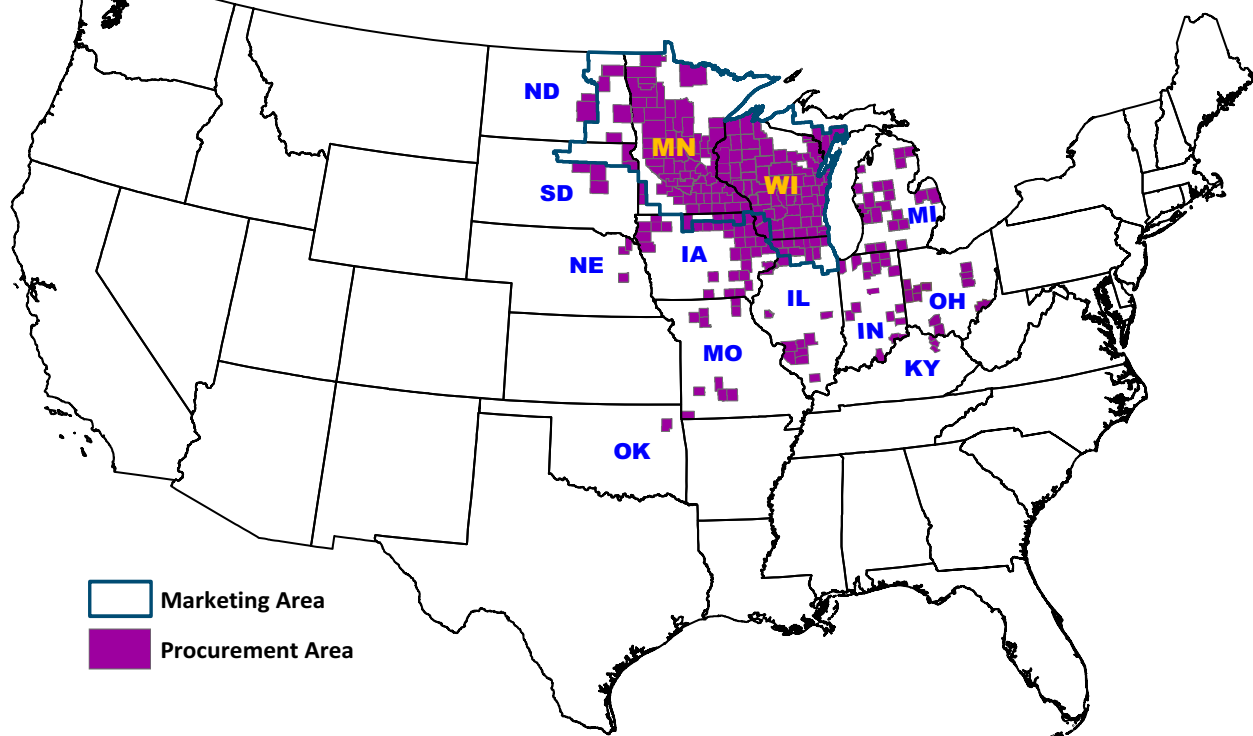 ND
MN
SD
WI
MI
IA
NE
IL
OH
IN
MO
KY
OK
Marketing Area
Procurement Area